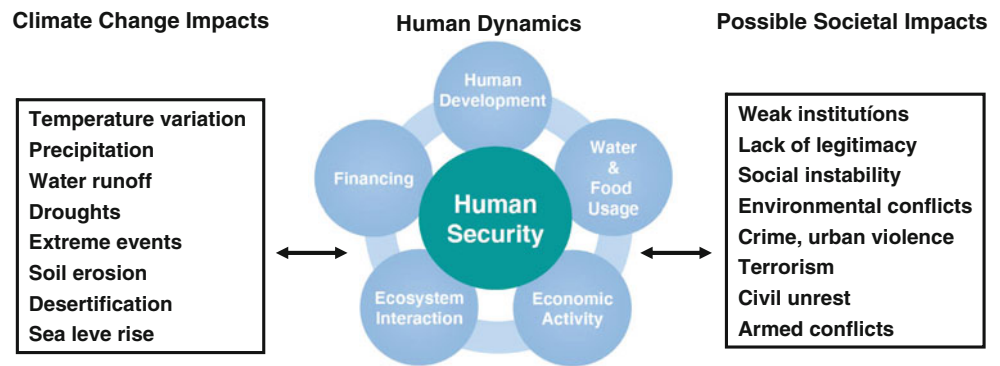 Climate Change Impacts
Temperature variation
Precipitation
Water runoff
Droughts
Extreme events
Soil erosion
Desertification
Sea leve rise
Human Dynamics
Human
Development
Water
&
Food
Usage
Economic
Activity
Ecosystem
Interaction
Financing
Human
Security
Possible Societal Impacts
Weak institutíons
Lack of legitimacy
Social instability
Environmental conflicts
Crime, urban violence
Terrorism
Civil unrest
Armed conflicts